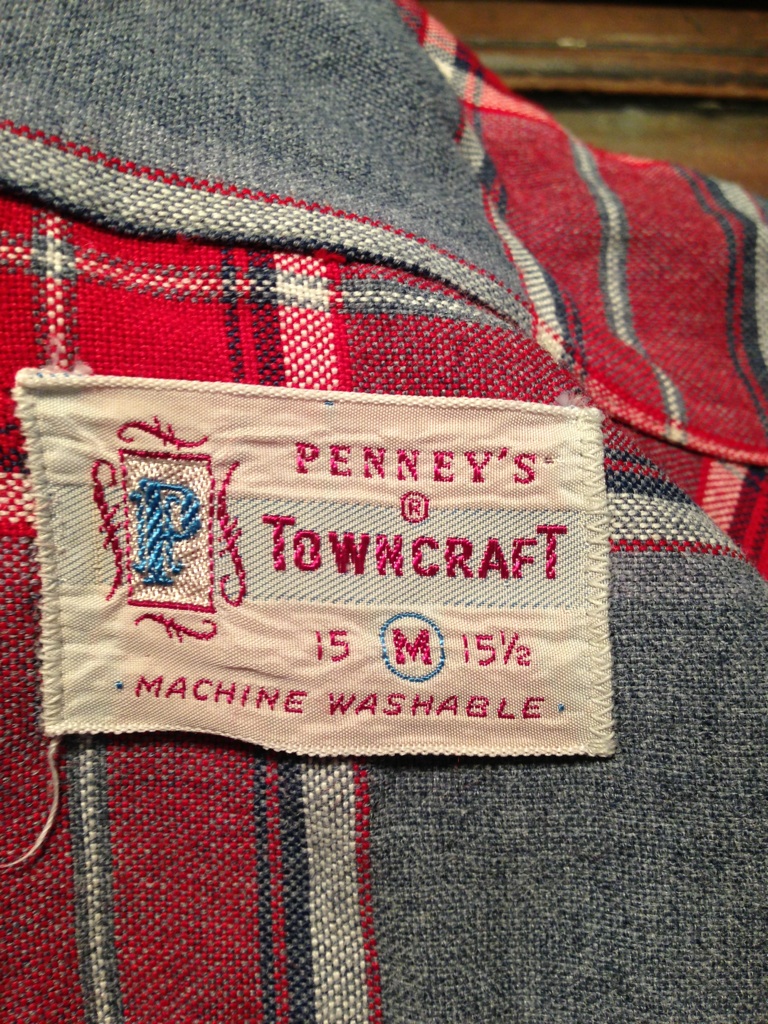 P
PENNEY'S
®
TOWNCRAFT
15 M 15½
· MACHINE WASHABLE ·